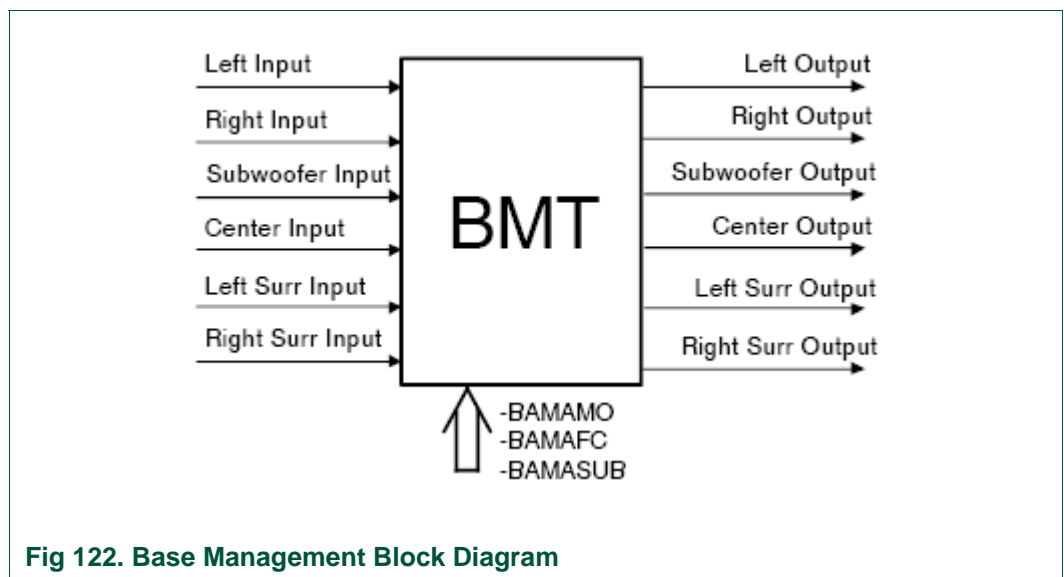 Left Input
Right Input
Subwoofer Input
Center Input
Left Surr Input
Right Surr Input
BMT
Left Output
Right Output
Subwoofer Output
Center Output
Left Surr Output
Right Surr Output
-BAMAMO
-BAMAFC
-BAMASUB
Fig 122. Base Management Block Diagram